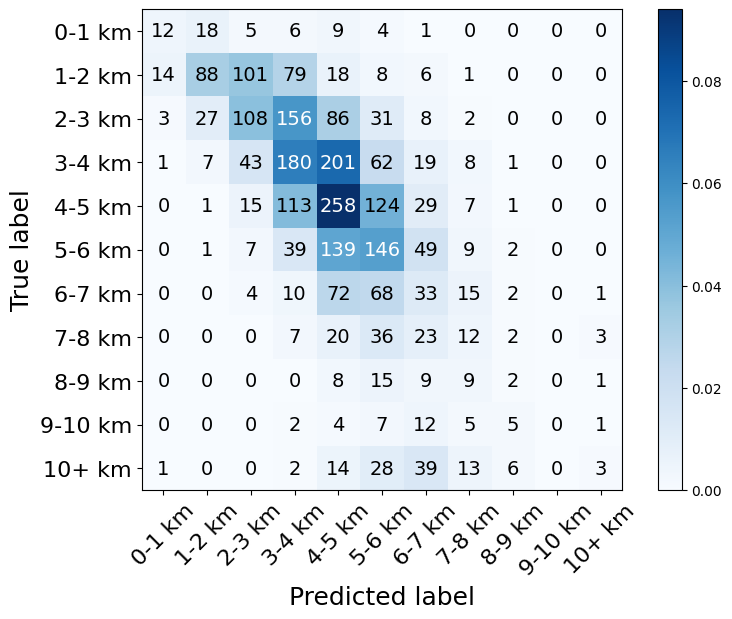 0-1 km 12 18 5 6 9 4 1 0 0 0 0
1-2 km 14 88 101 79 18 8 6 1 0 0 0
2-3 km 3 27 108 156 86 31 8 2 0 0 0
3-4 km 1 7 43 180 201 62 19 8 1 0 0
4-5 km 0 1 15 113 258 124 29 7 1 0 0
5-6 km 0 1 7 39 139 146 49 9 2 0 0
6-7 km 0 0 4 10 72 68 33 15 2 0 1
7-8 km 0 0 0 7 20 36 23 12 2 0 3
8-9 km 0 0 0 0 8 15 9 9 2 0 1
9-10 km 0 0 0 2 4 7 12 5 5 0 1
10+ km 1 0 0 2 14 28 39 13 6 0 3
True label
0-1 km 1-2 km 2-3 km 3-4 km 4-5 km 5-6 km 6-7 km 7-8 km 8-9 km 9-10 km 10+ km
Predicted label
0.08
0.06
0.04
0.02
0.00